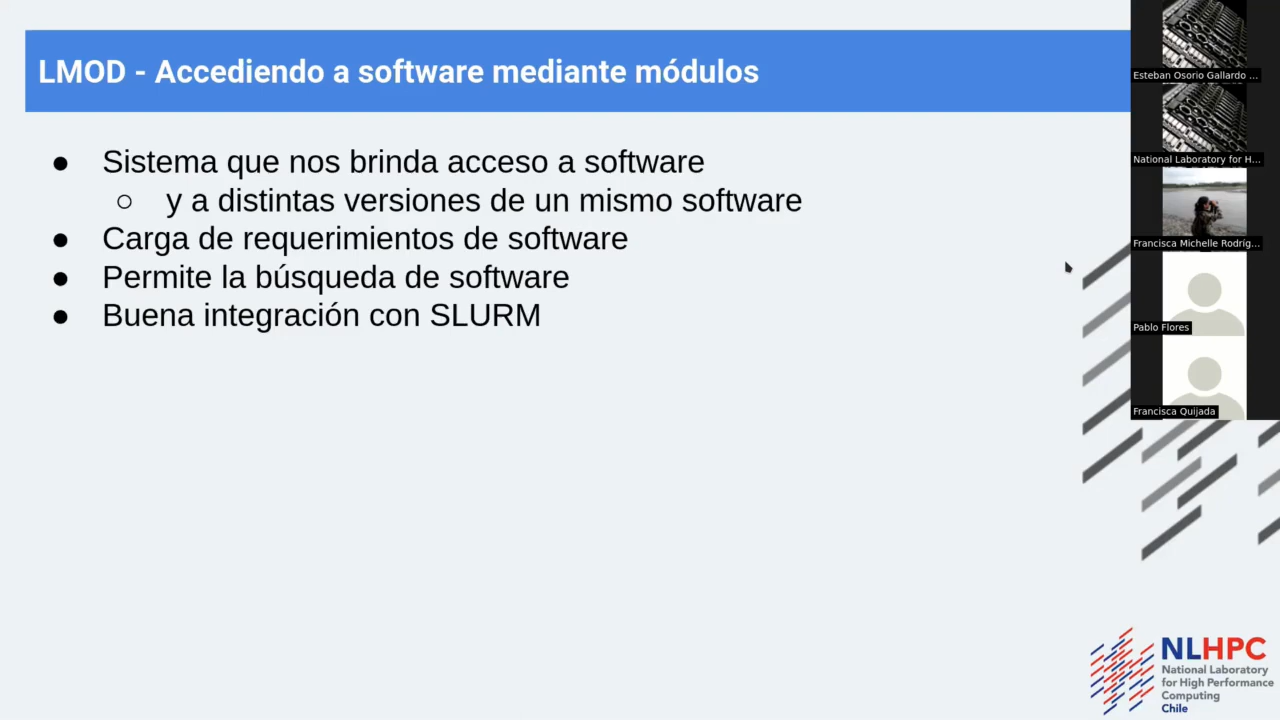 LMOD - Accediendo a software mediante módulos
● Sistema que nos brinda acceso a software
○ y a distintas versiones de un mismo software
● Carga de requerimientos de software
● Permite la búsqueda de software
● Buena integración con SLURM
Esteban Osorio Gallardo ...
National Laboratory for H...
Francisca Michelle Rodríg...
Pablo Flores
Francisca Quijada
NLHPC
National Laboratory
for High Performance
Computing
Chile